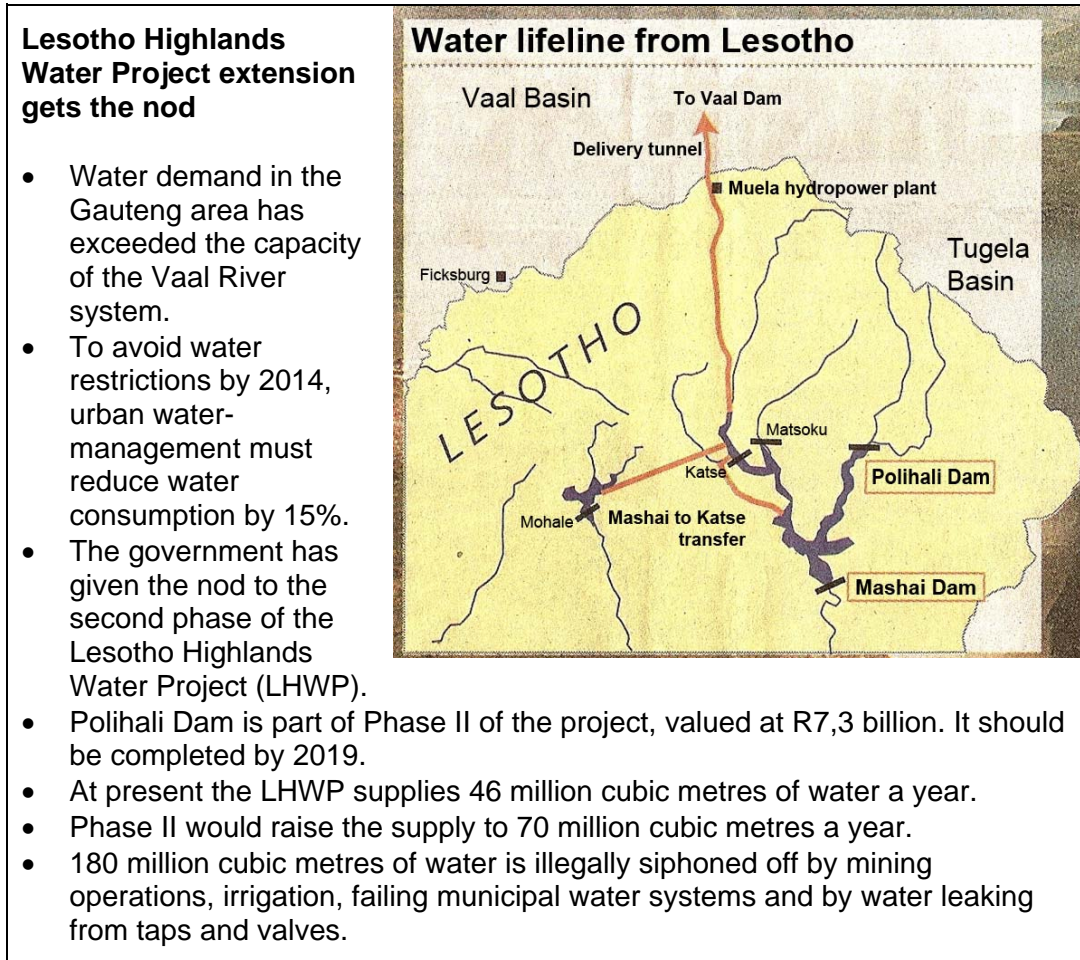 Lesotho Highlands
Water Project extension
gets the nod
• Water demand in the
Gauteng area has
exceeded the capacity
of the Vaal River
system.
• To avoid water
restrictions by 2014,
urban water-
management must
reduce water
consumption by 15%.
• The government has
given the nod to the
second phase of the
Lesotho Highlands
Water Project (LHWP).
• Polihali Dam is part of Phase II of the project, valued at R7,3 billion. It should
be completed by 2019.
• At present the LHWP supplies 46 million cubic metres of water a year.
• Phase II would raise the supply to 70 million cubic metres a year.
• 180 million cubic metres of water is illegally siphoned off by mining
operations, irrigation, failing municipal water systems and by water leaking
from taps and valves.
Water lifeline from Lesotho
Vaal Basin
To Vaal Dam
Delivery tunnel
Muela hydropower plant
Tugela
Basin
Ficksburg
LESOTHO
Matsoku
Katse
Polihali Dam
Mohale
Mashai to Katse
transfer
Mashai Dam